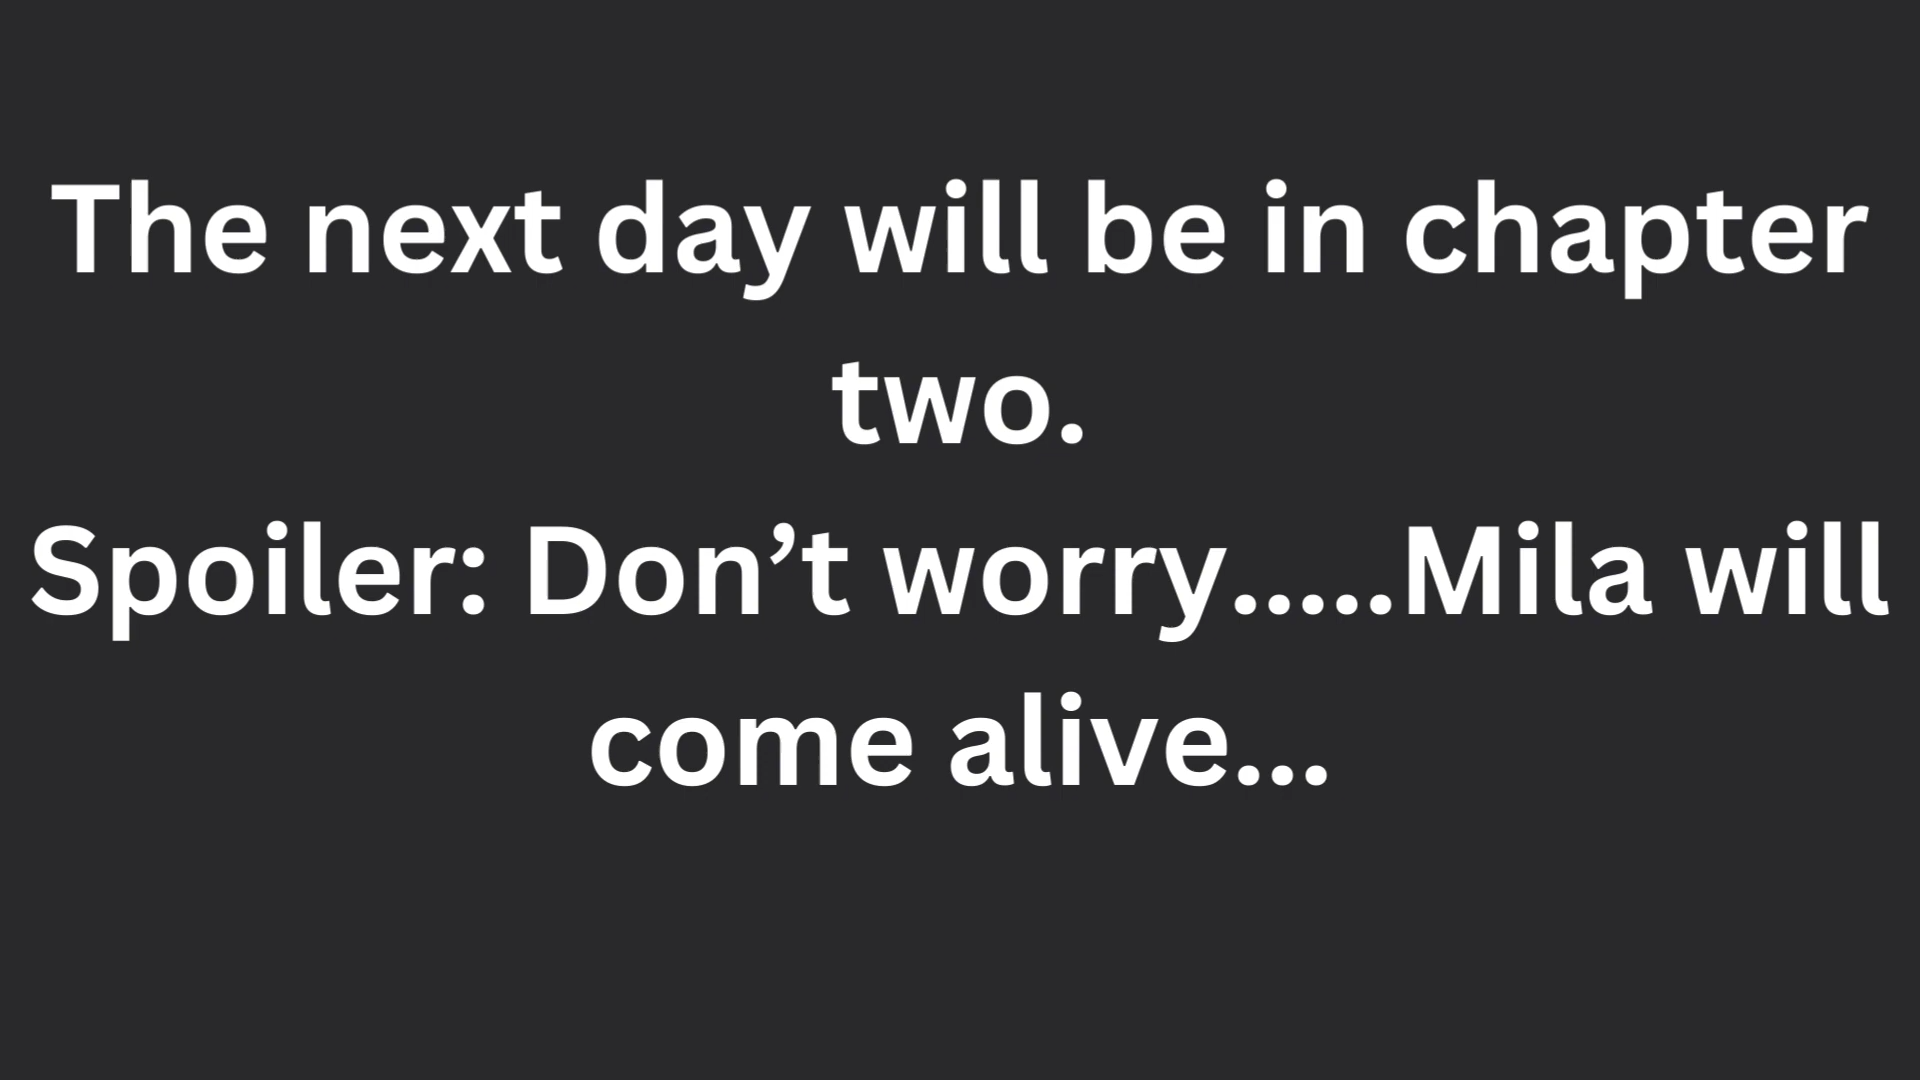 The next day will be in chapter
two.
Spoiler: Don’t worry.....Mila will
come alive...